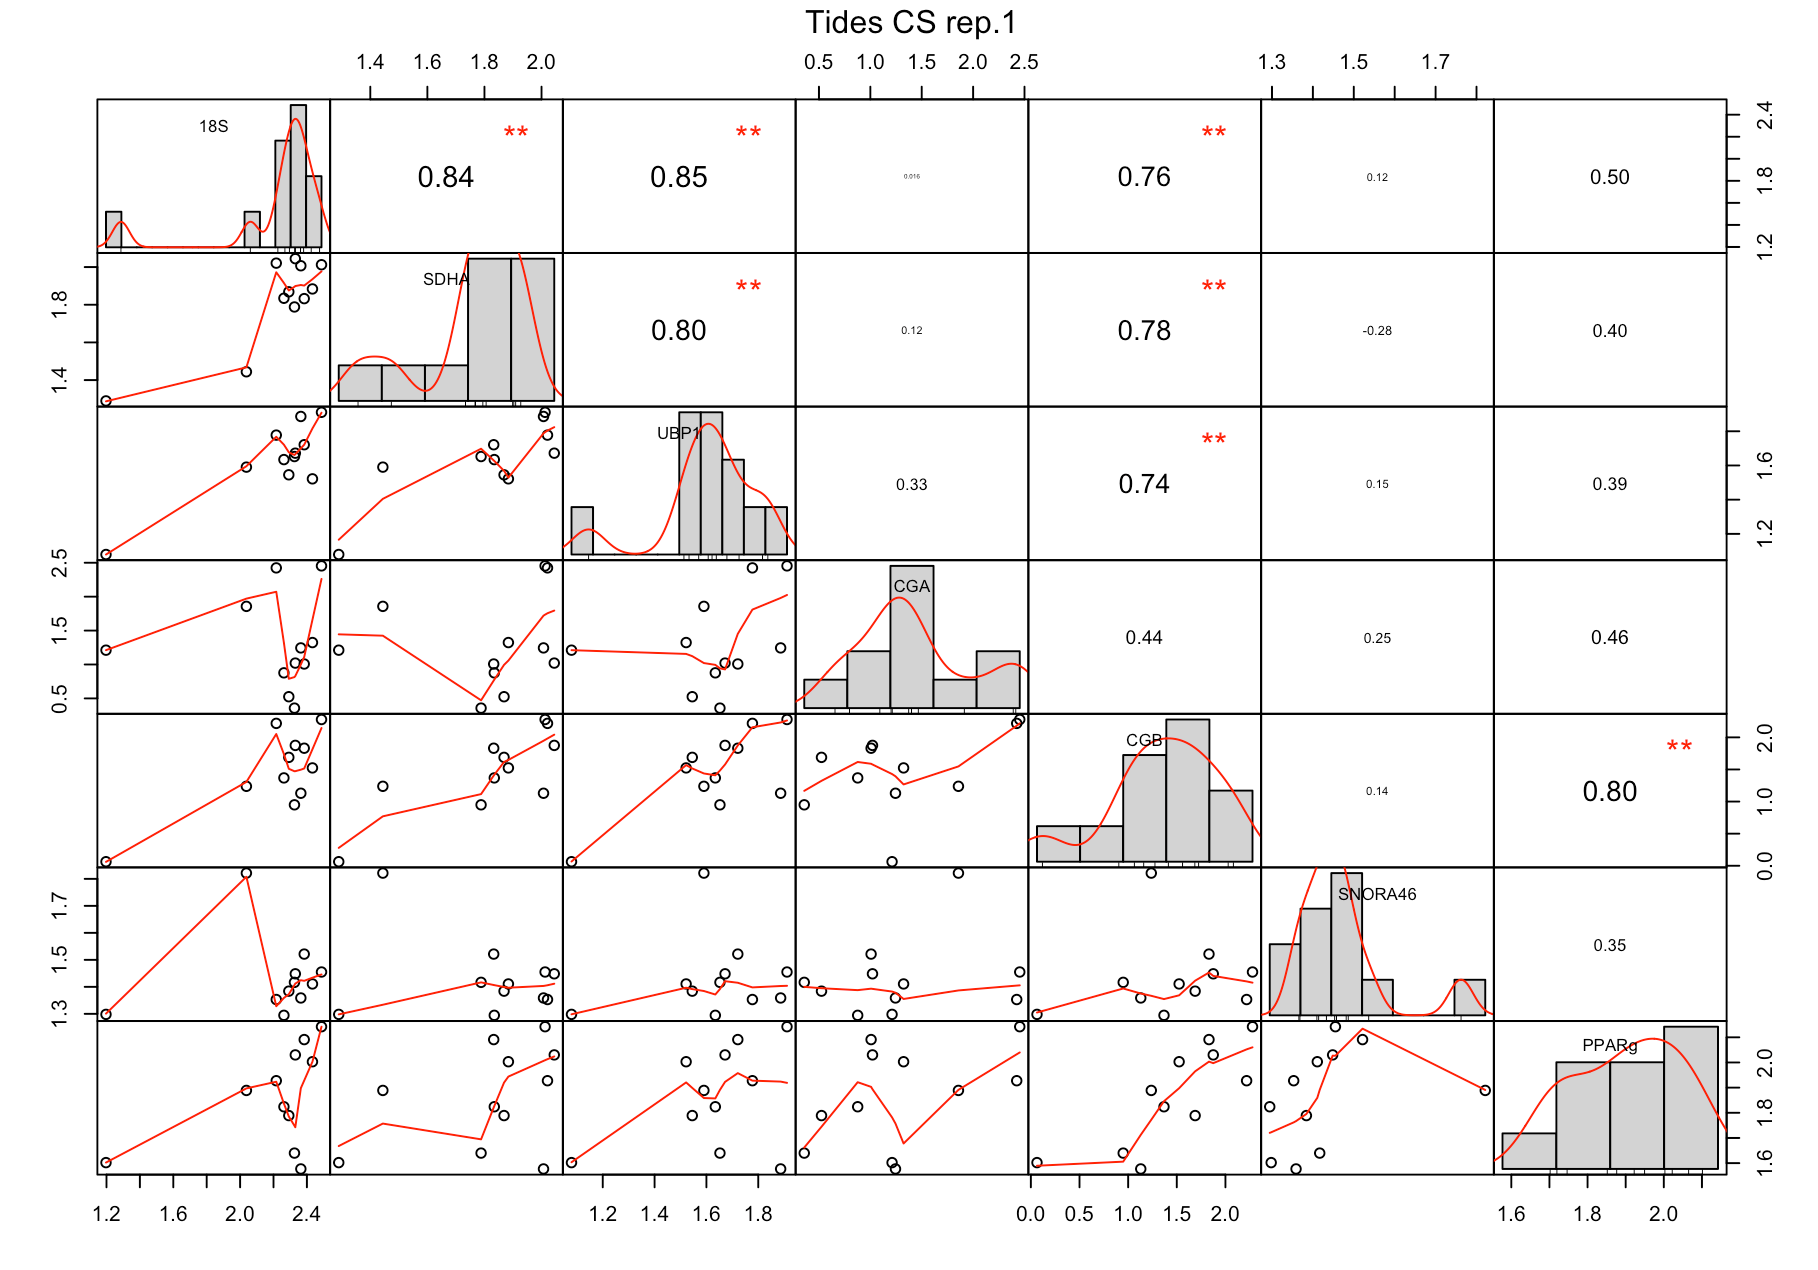 Tides CS rep.1
1.4 1.6 1.8 2.0 0.5 1.0 1.5 2.0 2.5 1.3 1.5 1.7
18S ** 0.84 ** 0.85 0.016 ** 0.76 0.12 0.50 1.2 1.8 2.4
1.4 1.8 SDHA ** 0.80 0.12 ** 0.78 -0.28 0.40
UBP1 0.33 ** 0.74 0.15 0.39 1.2 1.6
0.5 1.5 2.5 CGA 0.44 0.25 0.46
CGB 0.14 ** 0.80 0.0 1.0 2.0
1.3 1.5 1.7 SNORA46 0.35
PPARg 1.6 1.8 2.0
1.2 1.6 2.0 2.4 1.2 1.4 1.6 1.8 0.0 0.5 1.0 1.5 2.0 1.6 1.8 2.0